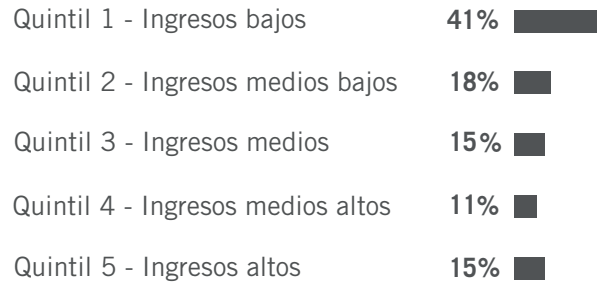 Quintil 1 - Ingresos bajos 41%
Quintil 2 - Ingresos medios bajos 18%
Quintil 3 - Ingresos medios 15%
Quintil 4 - Ingresos medios altos 11%
Quintil 5 - Ingresos altos 15%